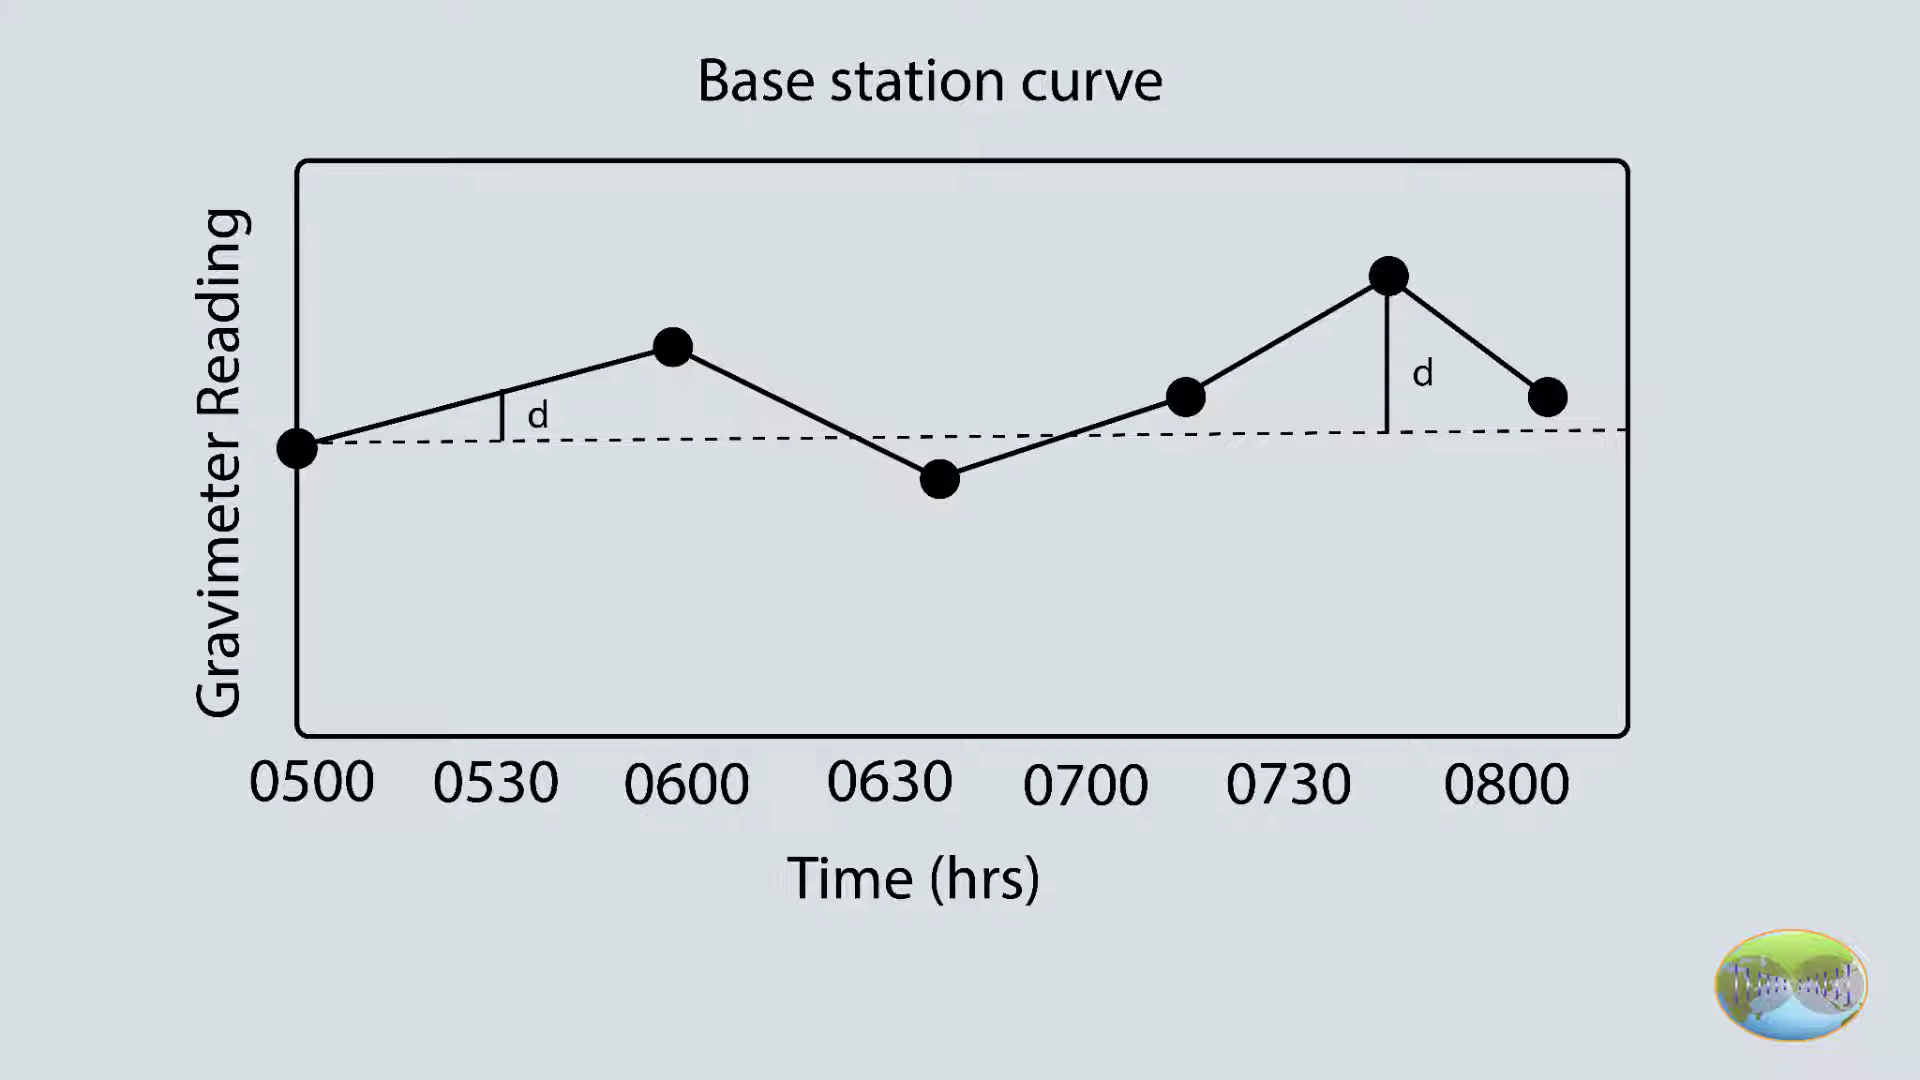 Base station curve
Gravimeter Reading
d
d
0500 0530 0600 0630 0700 0730 0800
Time (hrs)